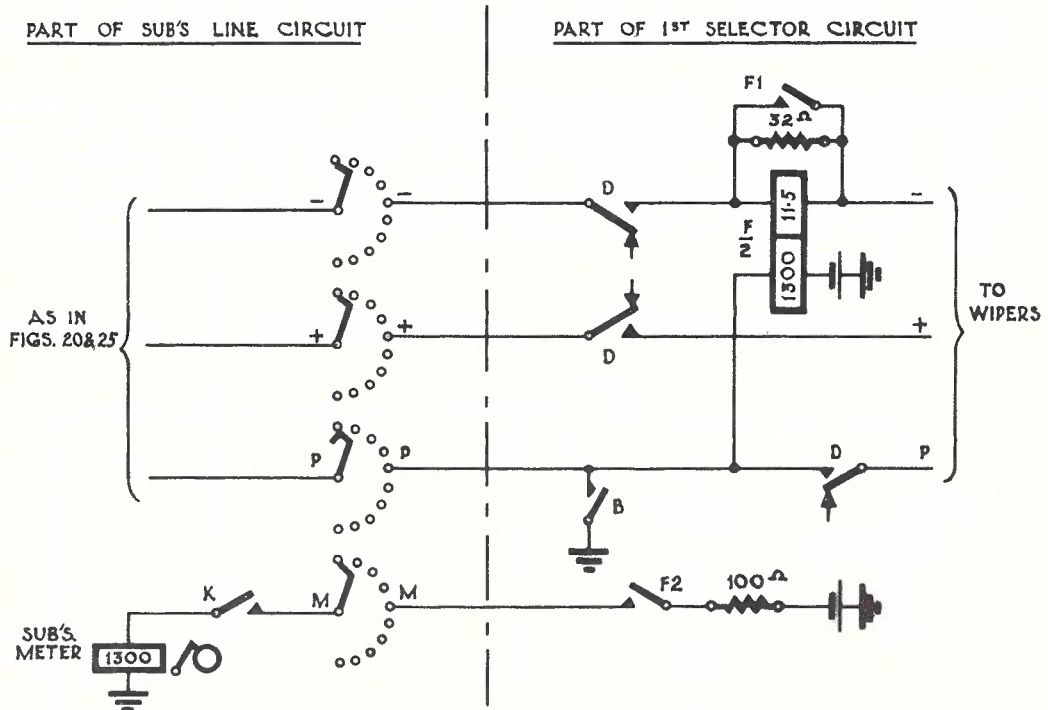 PART OF SUB'S LINE CIRCUIT
PART OF 1ST SELECTOR CIRCUIT
F1
32Ω
D
-
-
-
11.5
F
2
1300
AS IN
FIGS. 20&25
+
+
D
+
TO
WIPERS
P
P
D
P
B
K
M
M
F2
100Ω
SUB'S.
METER
1300